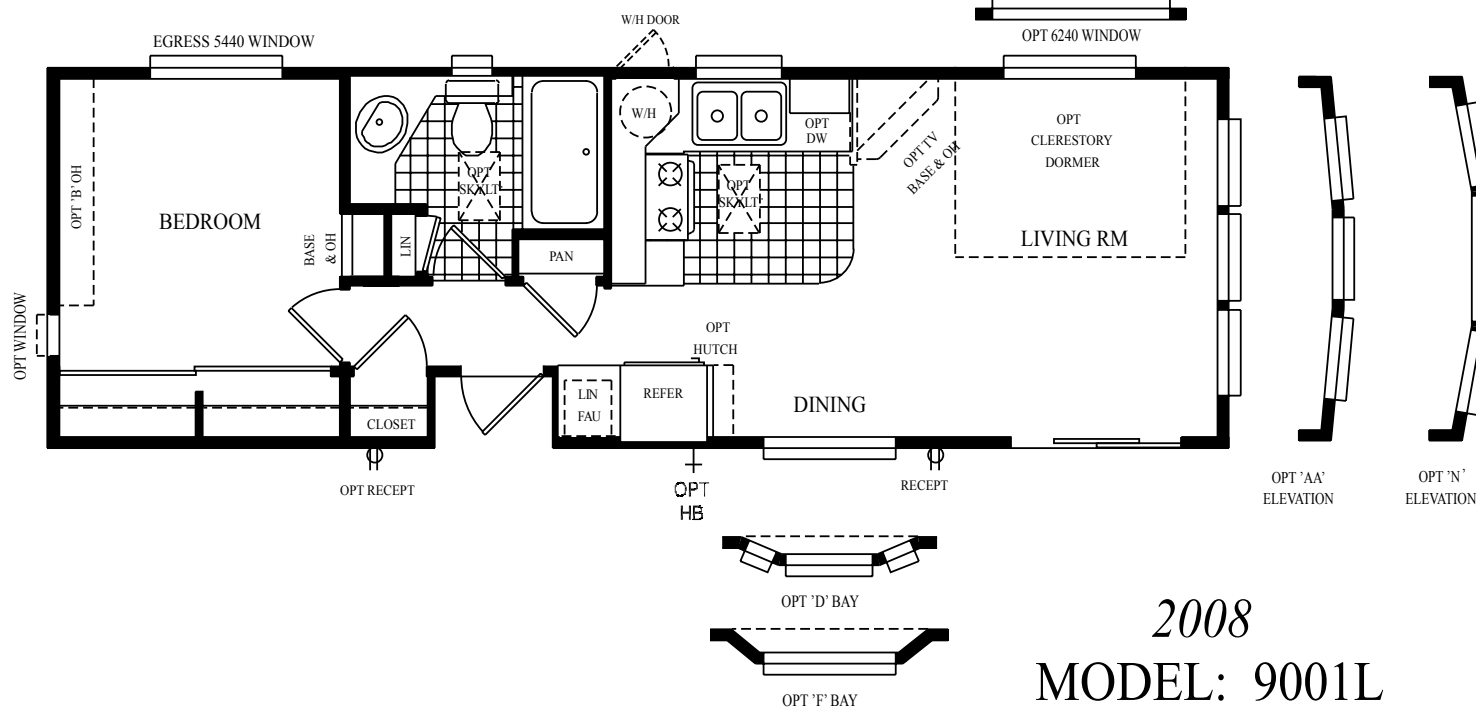 W/H DOOR
EGRESS 5440 WINDOW
OPT 6240 WINDOW
W/H
OPT
DW
OPT TV
BASE & OH
OPT
CLERESTORY
DORMER
OPT 'B' OH
OPT
SKYLT
OPT
SKYLT
BEDROOM
BASE
& OH
LIN
PAN
LIVING RM
OPT WINDOW
OPT
HUTCH
LIN
FAU
REFER
DINING
CLOSET
OPT RECEPT
OPT
HB
RECEPT
OPT 'AA'
ELEVATION
OPT 'N'
ELEVATION
OPT 'D' BAY
OPT 'F' BAY
2008
MODEL: 9001L